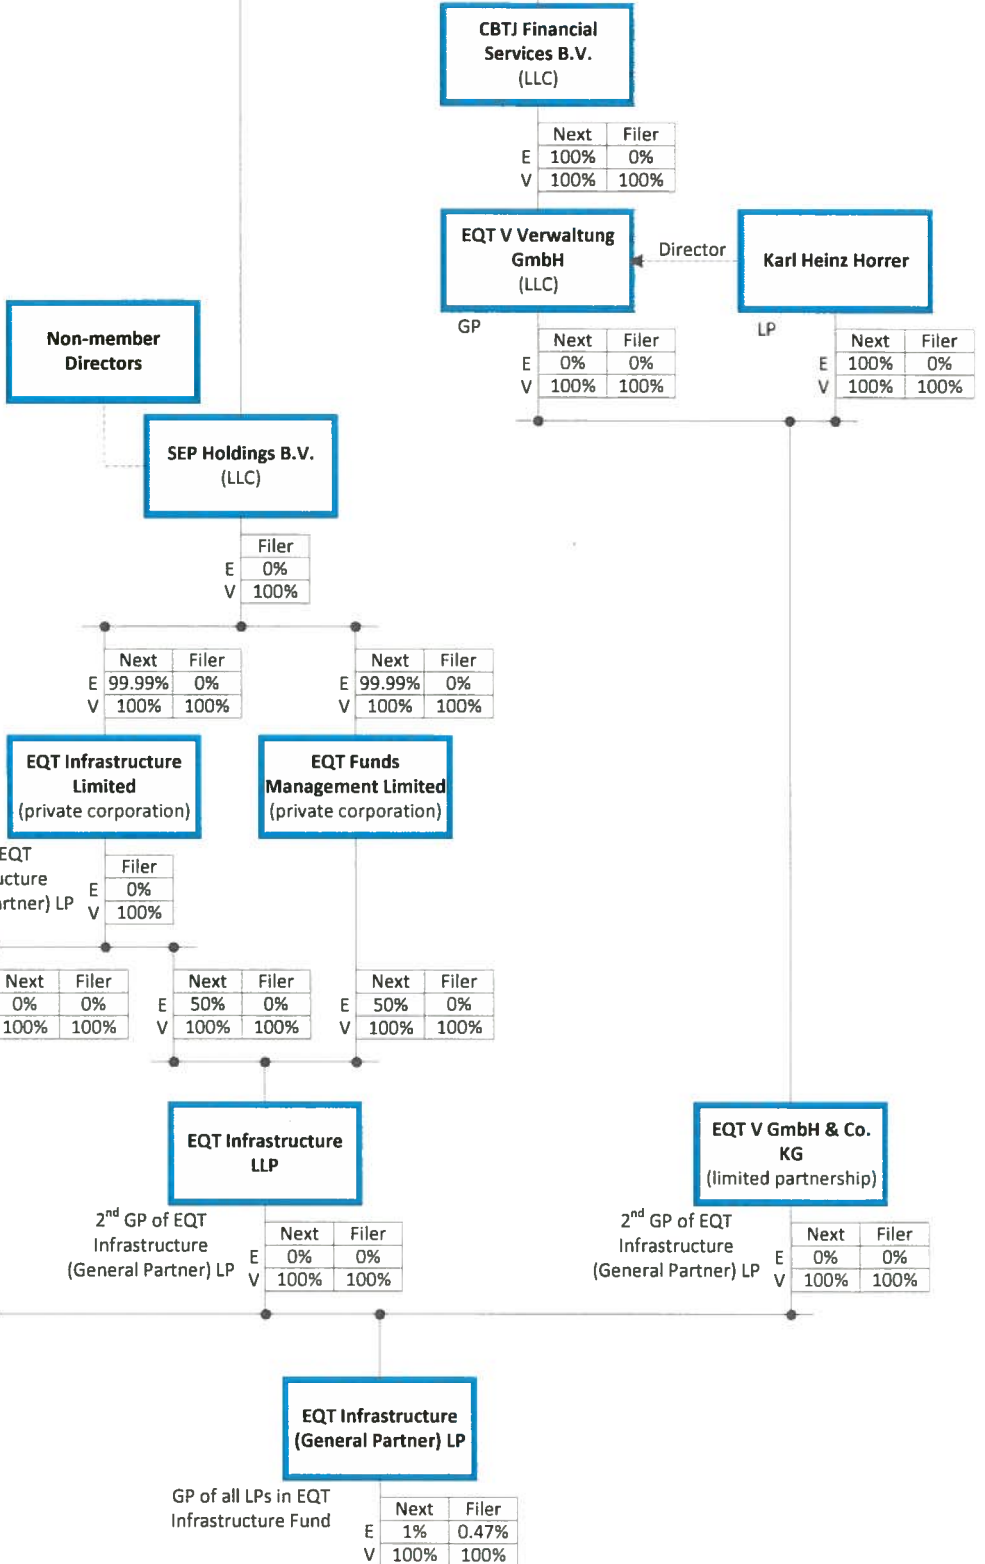 CBTJ Financial
Services B.V.
(LLC)
Next Filer
E 100% 0%
V 100% 100%
EQT V Verwaltung
GmbH
(LLC)
Director
Karl Heinz Horrer
GP
Next Filer
E 0% 0%
V 100% 100%
LP
Next Filer
E 100% 0%
V 100% 100%
Non-member
Directors
SEP Holdings B.V.
(LLC)
Filer
E 0%
V 100%
Next Filer
E 99.99% 0%
V 100% 100%
Next Filer
E 99.99% 0%
V 100% 100%
EQT Infrastructure
Limited
(private corporation)
EQT Funds
Management Limited
(private corporation)
EQT
ucture
artner) LP
Filer
E 0%
V 100%
Next Filer
0% 0%
100% 100%
Next Filer
E 50% 0%
V 100% 100%
Next Filer
E 50% 0%
V 100% 100%
EQT Infrastructure
LLP
EQT V GmbH & Co.
KG
(limited partnership)
2nd GP of EQT
Infrastructure
(General Partner) LP
Next Filer
E 0% 0%
V 100% 100%
2nd GP of EQT
Infrastructure
(General Partner) LP
Next Filer
E 0% 0%
V 100% 100%
EQT Infrastructure
(General Partner) LP
GP of all LPs in EQT
Infrastructure Fund
Next Filer
E 1% 0.47%
V 100% 100%